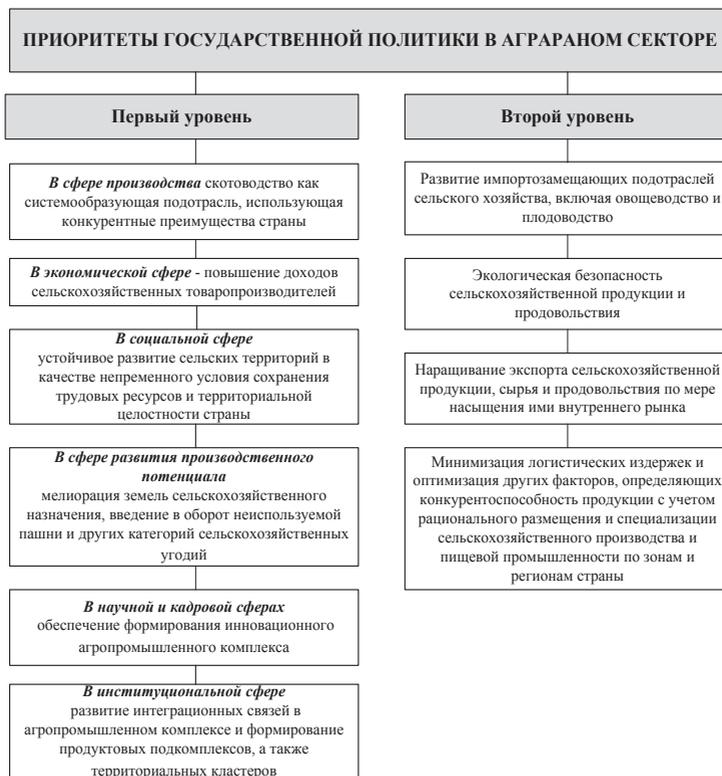 ПРИОРИТЕТЫ ГОСУДАРСТВЕННОЙ ПОЛИТИКИ В АГРАРАНОМ СЕКТОРЕ
Первый уровень
В сфере производства скотоводство как
системообразующая подотрасль, использующая
конкурентные преимущества страны
В экономической сфере - повышение доходов
сельскохозяйственных товаропроизводителей
В социальной сфере
устойчивое развитие сельских территорий в
качестве непременного условия сохранения
трудовых ресурсов и территориальной
целостности страны
В сфере развития производственного
потенциала
мелиорация земель сельскохозяйственного
назначения, введение в оборот неиспользуемой
пашни и других категорий сельскохозяйственных
угодий
В научной и кадровой сферах
обеспечение формирования инновационного
агропромышленного комплекса
В институциональной сфере
развитие интеграционных связей в
агропромышленном комплексе и формирование
продуктовых подкомплексов, а также
территориальных кластеров
Второй уровень
Развитие импортозамещающих подотраслей
сельского хозяйства, включая овощеводство и
плодоводство
Экологическая безопасность
сельскохозяйственной продукции и
продовольствия
Наращивание экспорта сельскохозяйственной
продукции, сырья и продовольствия по мере
насыщения ими внутреннего рынка
Минимизация логистических издержек и
оптимизация других факторов, определяющих
конкурентоспособность продукции с учетом
рационального размещения и специализации
сельскохозяйственного производства и
пищевой промышленности по зонам и
регионам страны